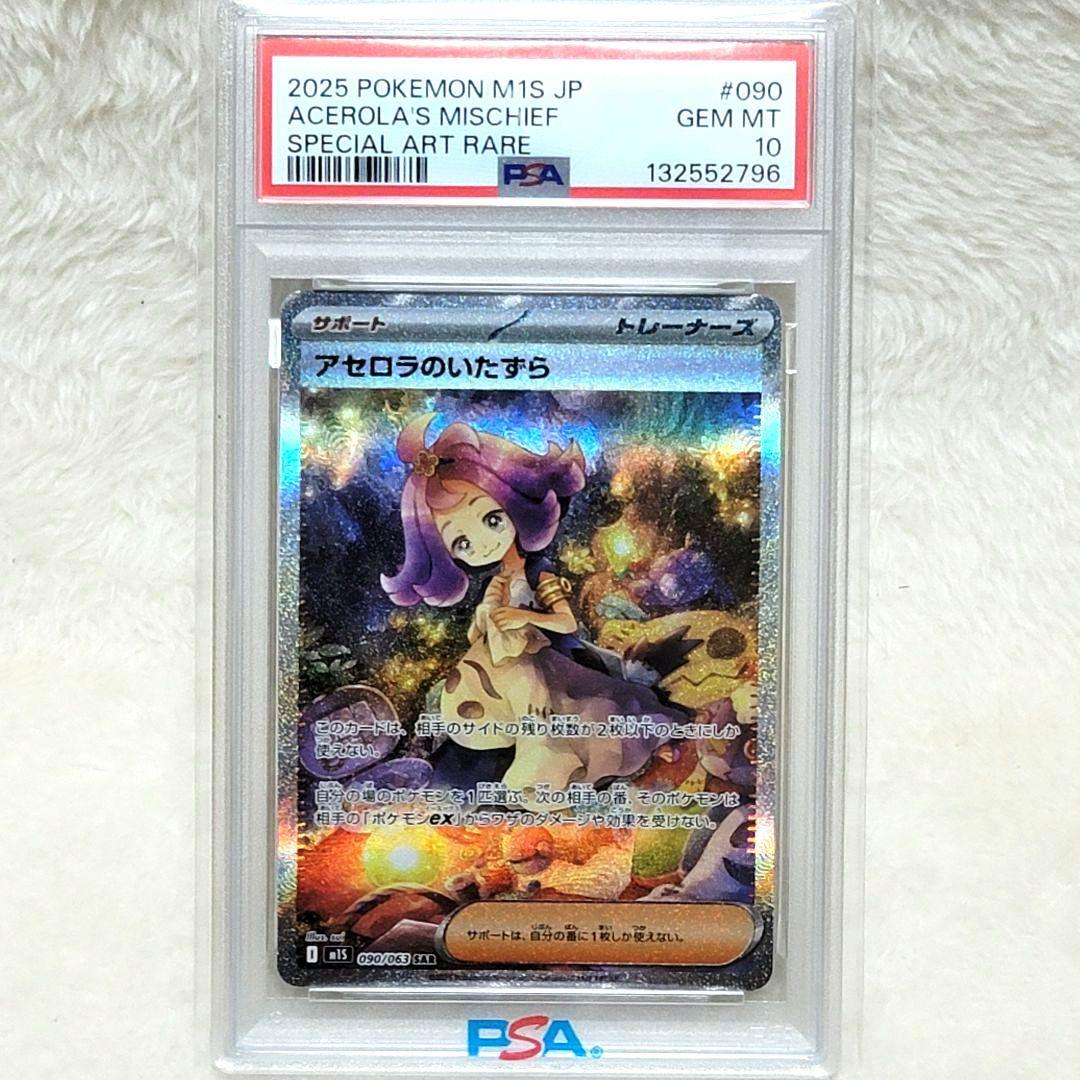 2025 POKEMON M1S JP #090
ACEROLA'S MISCHIEF GEM MT
SPECIAL ART RARE 10
PSA 132552796
サポート トレーナーズ
アセロラのいたずら
このカードは、相手のサイドの残り枚数が2枚以下のときにしか
使えない。
自分の場のポケモンを1匹選ぶ。次の相手の番、そのポケモンは
相手の「ポケモンex」からワザのダメージや効果を受けない。
サポートは、自分の番に1枚しか使えない。
Illus.
I m1S 090/063 SAR
PSA